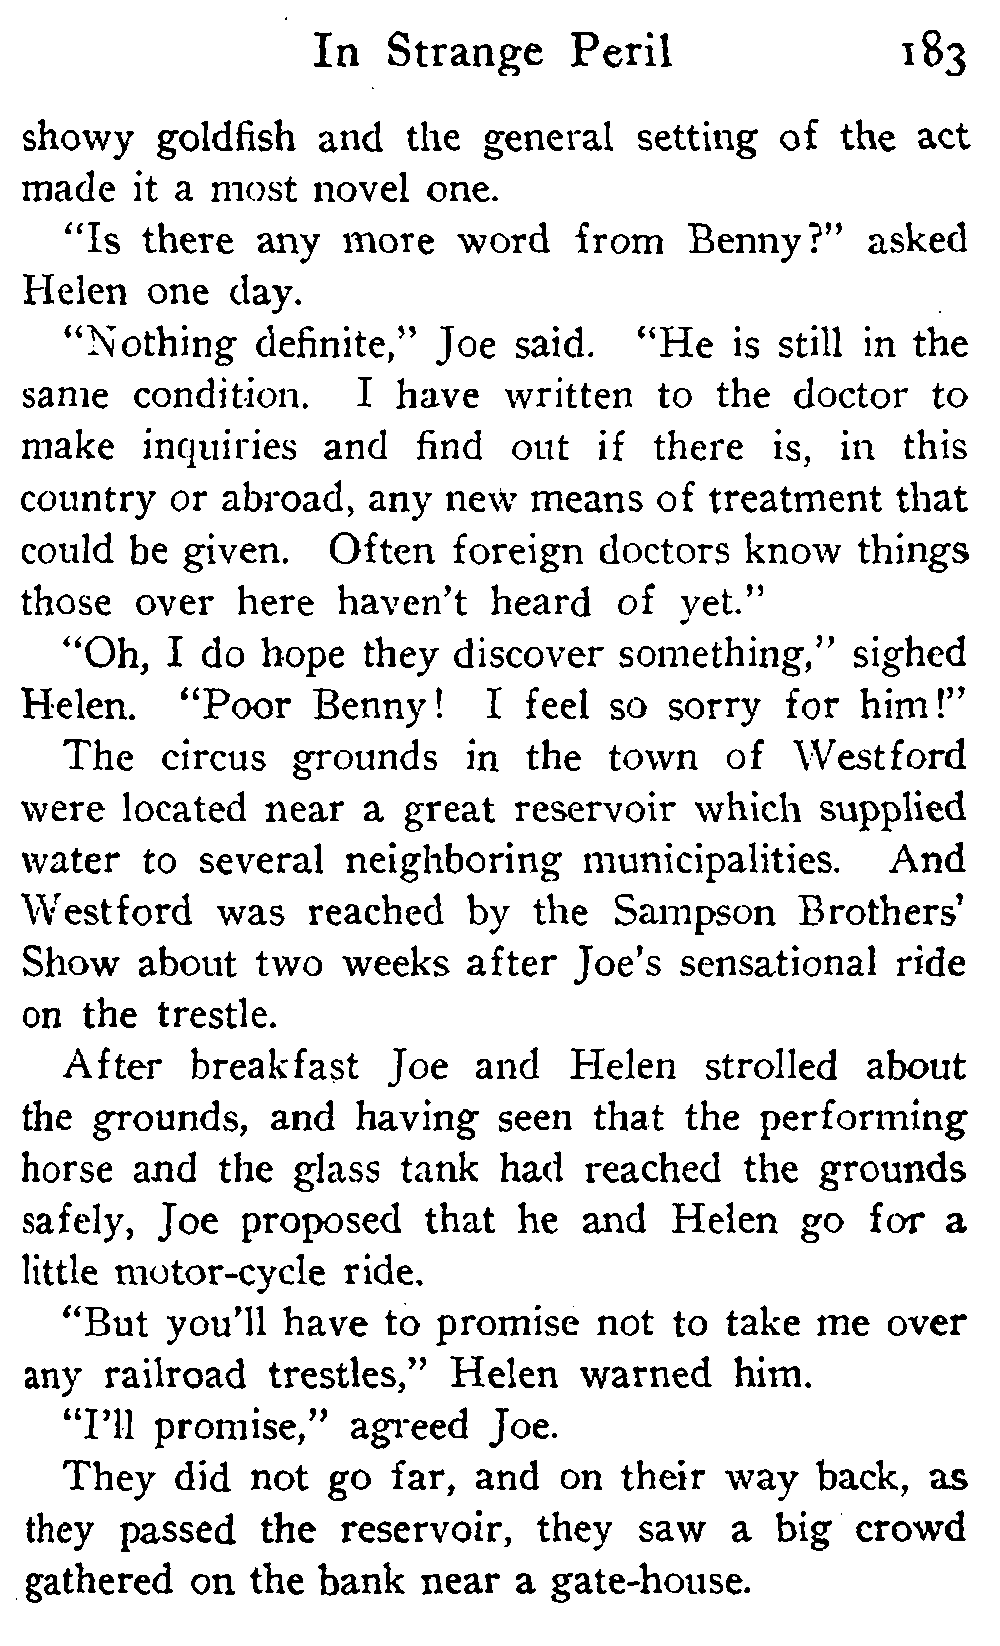 In Strange Peril 183
showy goldfish and the general setting of the act
made it a most novel one.
“Is there any more word from Benny?” asked
Helen one day.
“Nothing definite,” Joe said. “He is still in the
same condition. I have written to the doctor to
make inquiries and find out if there is, in this
country or abroad, any new means of treatment that
could be given. Often foreign doctors know things
those over here haven't heard of yet.”
“Oh, I do hope they discover something,” sighed
Helen. “Poor Benny! I feel so sorry for him!”
The circus grounds in the town of Westford
were located near a great reservoir which supplied
water to several neighboring municipalities. And
Westford was reached by the Sampson Brothers'
Show about two weeks after Joe's sensational ride
on the trestle.
After breakfast Joe and Helen strolled about
the grounds, and having seen that the performing
horse and the glass tank had reached the grounds
safely, Joe proposed that he and Helen go for a
little motor-cycle ride.
“But you'll have to promise not to take me over
any railroad trestles,” Helen warned him.
“I'll promise,” agreed Joe.
They did not go far, and on their way back, as
they passed the reservoir, they saw a big crowd
gathered on the bank near a gate-house.